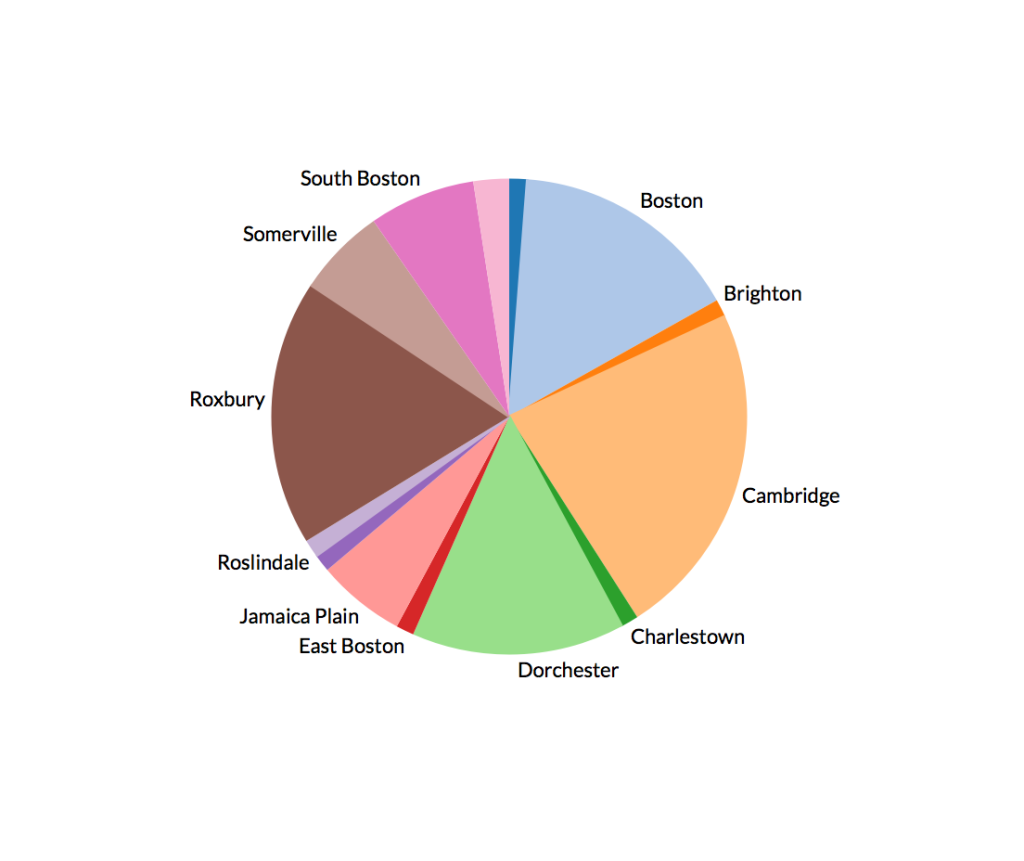 South Boston
Boston
Somerville
Brighton
Roxbury
Cambridge
Roslindale
Jamaica Plain
Charlestown
East Boston
Dorchester